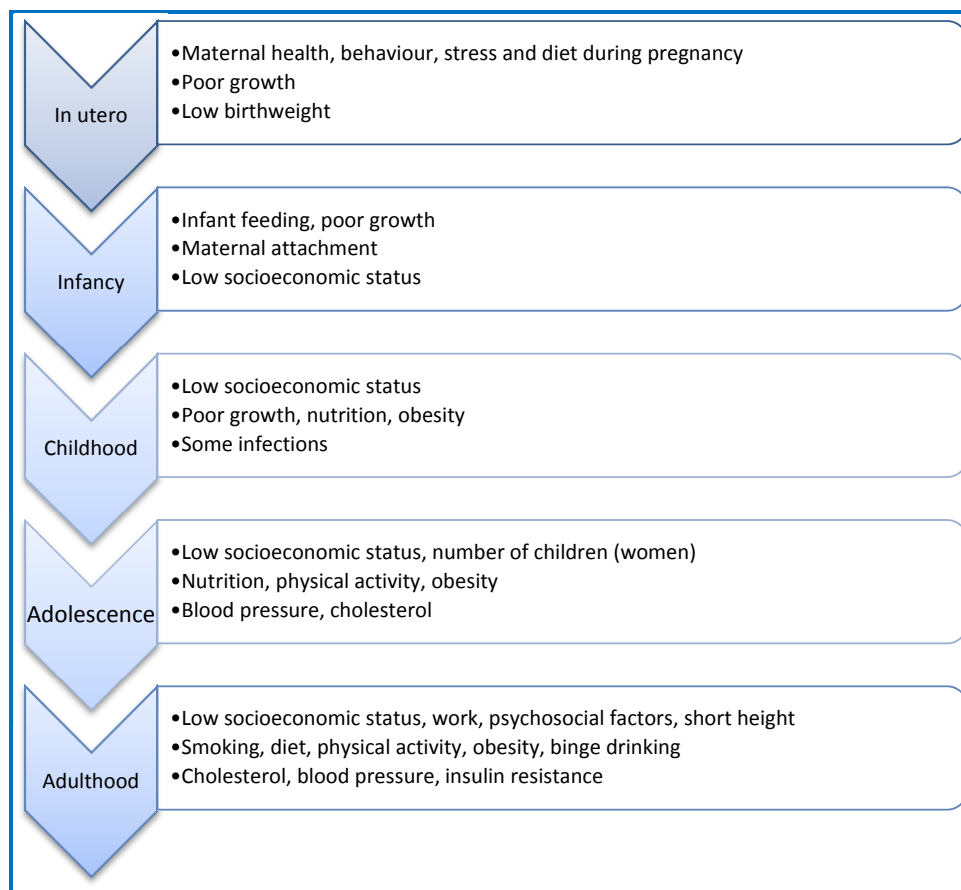 In utero
•Maternal health, behaviour, stress and diet during pregnancy
•Poor growth
•Low birthweight
Infancy
•Infant feeding, poor growth
•Maternal attachment
•Low socioeconomic status
Childhood
•Low socioeconomic status
•Poor growth, nutrition, obesity
•Some infections
Adolescence
•Low socioeconomic status, number of children (women)
•Nutrition, physical activity, obesity
•Blood pressure, cholesterol
Adulthood
•Low socioeconomic status, work, psychosocial factors, short height
•Smoking, diet, physical activity, obesity, binge drinking
•Cholesterol, blood pressure, insulin resistance